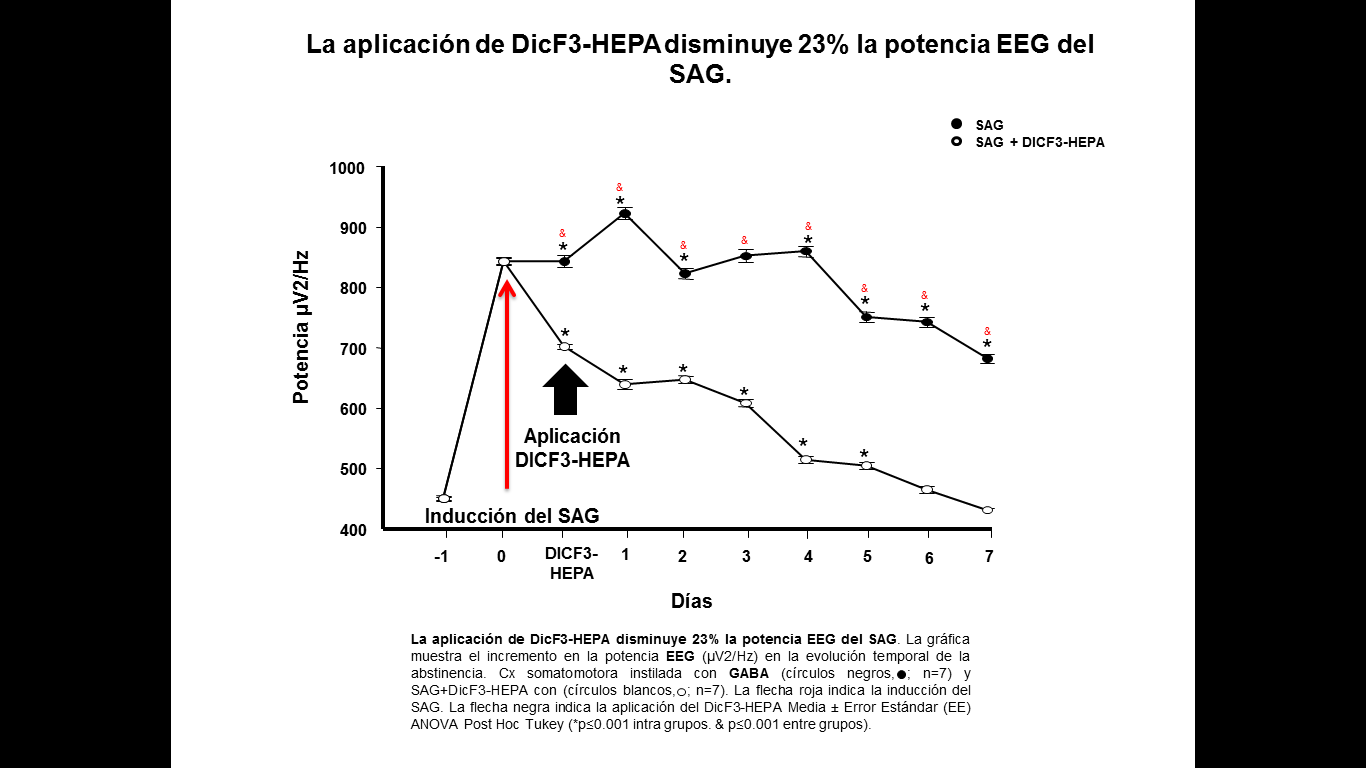 La aplicación de DicF3-HEPA disminuye 23% la potencia EEG del
SAG.
SAG
SAG + DICF3-HEPA
1000
900
800
700
600
500
400
Potencia µV2/Hz
&
*
&
*
&
*
&
&
*
&
*
&
*
&
*
*
*
*
*
*
*
Aplicación
DICF3-HEPA
Inducción del SAG
-1 0 DICF3- 1 2 3 4 5 6 7
HEPA
Días
La aplicación de DicF3-HEPA disminuye 23% la potencia EEG del SAG. La gráfica
muestra el incremento en la potencia EEG (µV2/Hz) en la evolución temporal de la
abstinencia. Cx somatomotora instilada con GABA (círculos negros,●; n=7) y
SAG+DicF3-HEPA con (círculos blancos,○; n=7). La flecha roja indica la inducción del
SAG. La flecha negra indica la aplicación del DicF3-HEPA Media ± Error Estándar (EE)
ANOVA Post Hoc Tukey (*p≤0.001 intra grupos. & p≤0.001 entre grupos).